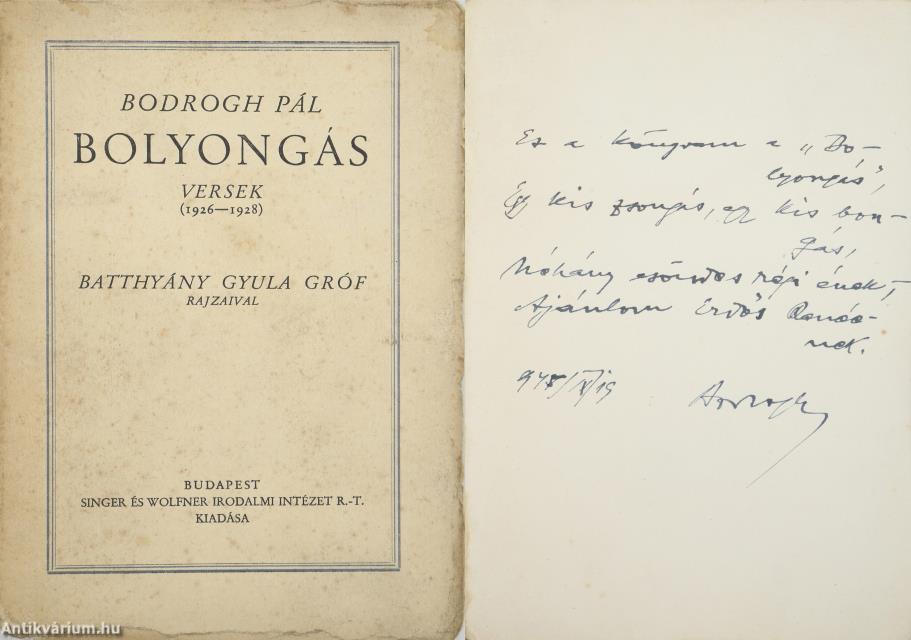 BODROGH PÁL
BOLYONGÁS
VERSEK
(1926—1928)
BATTHYÁNY GYULA GRÓF
RAJZAIVAL
BUDAPEST
SINGER ÉS WOLFNER IRODALMI INTÉZET R.-T.
KIADÁSA
Ez a könyvem a „Bo-
lyongás",
Egy kis zsongás, egy kis bon-
gás,
Néhány csöndes régi ének,—
Ajánlom Erdős Renéé-
nek.
Bodrogh
Antikvárium.hu